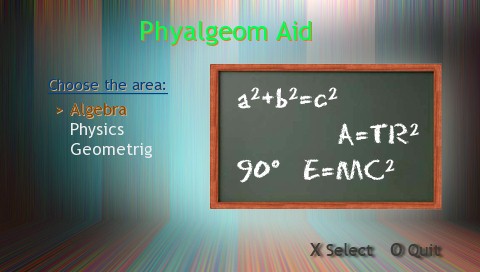 Phyalgeom Aid
Choose the area:
> Algebra
Physics
Geometrig
a²+b²=c²
A=TR²
90° E=MC²
X Select O Quit